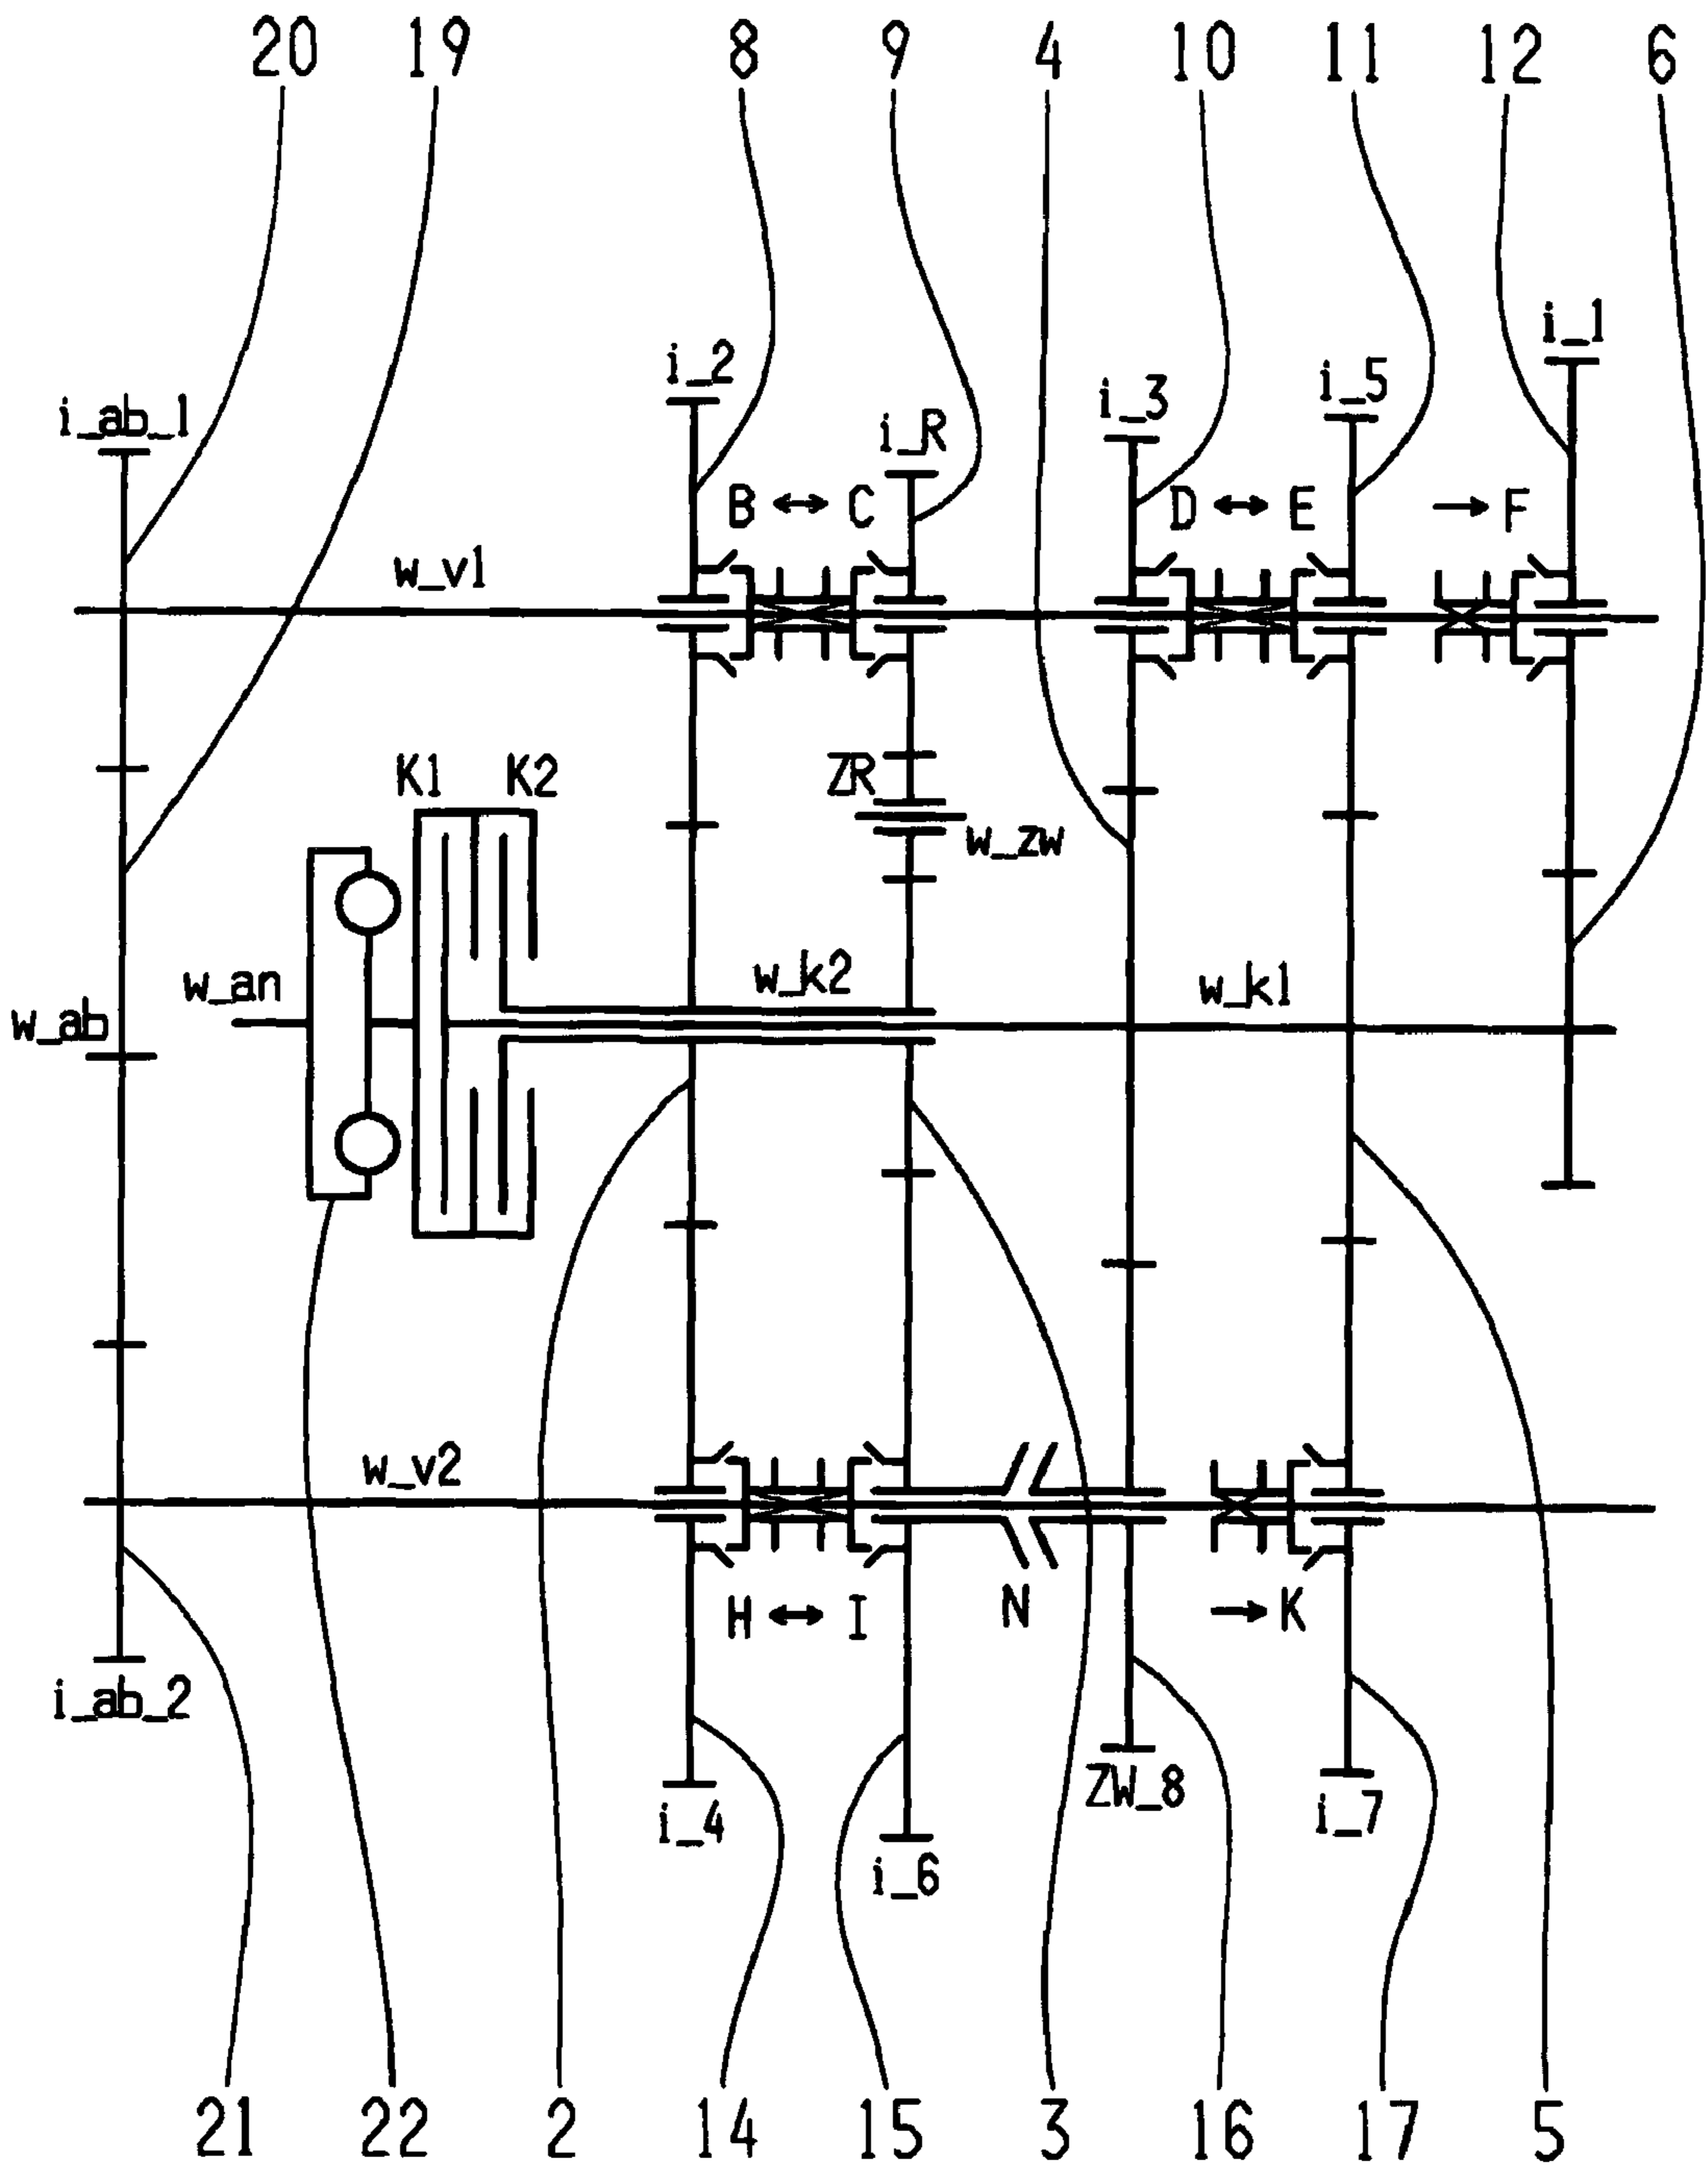 20 19 8 9 4 10 11 12 6
i_1
i_2 i_3 i_5
i_ab_1 i_R
B C D E F
w_v1
K1 K2 ZR
w_zw
w_an w_k2 w_k1
w_ab
w_v2
H I N K
i_ab_2
i_4 ZW_8 i_7
i_6
21 22 2 14 15 3 16 17 5